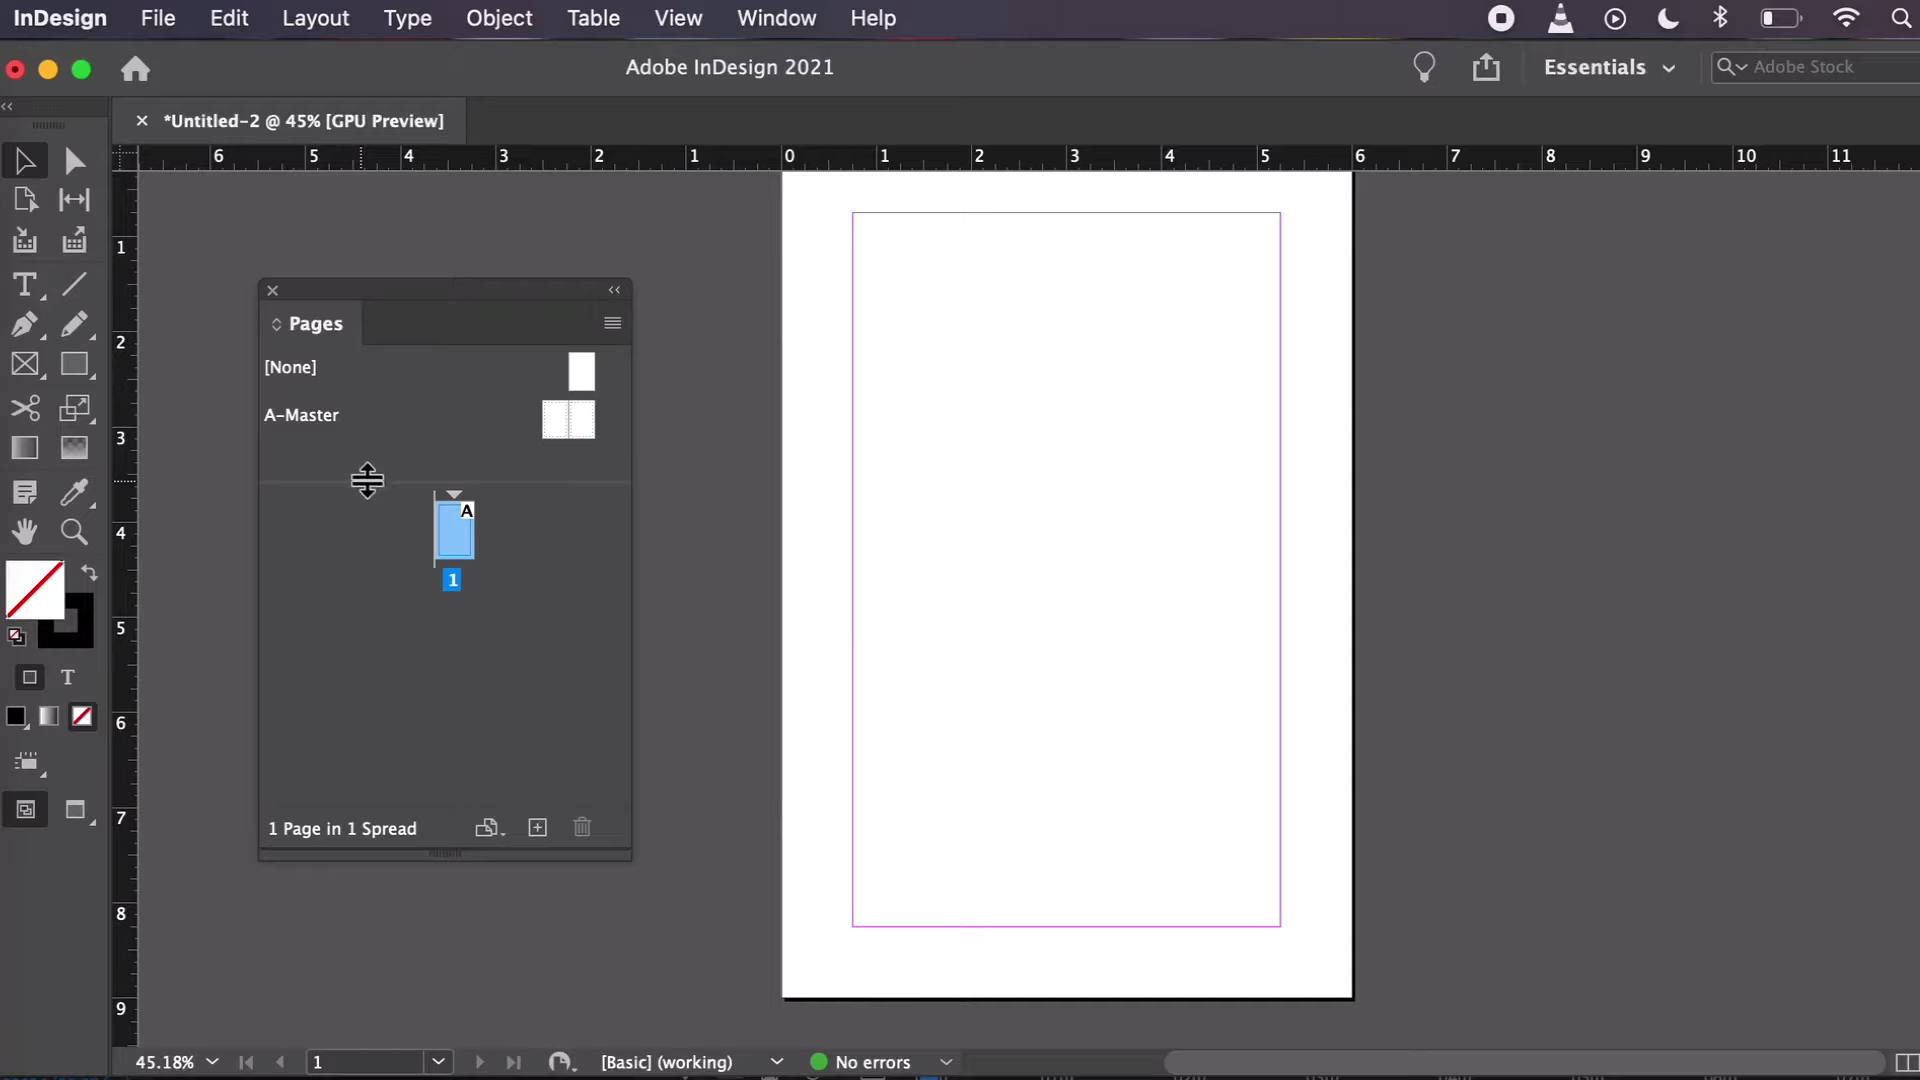 InDesign File Edit Layout Type Object Table View Window Help
Adobe InDesign 2021
Essentials
Adobe Stock
*Untitled-2 @ 45% [GPU Preview]
6 5 4 3 2 1 0 1 2 3 4 5 6 7 8 9 10 11
1
2
3
4
5
6
7
8
9
Pages
[None]
A-Master
A
1
1 Page in 1 Spread
T
T
45.18%
1
[Basic] (working)
No errors